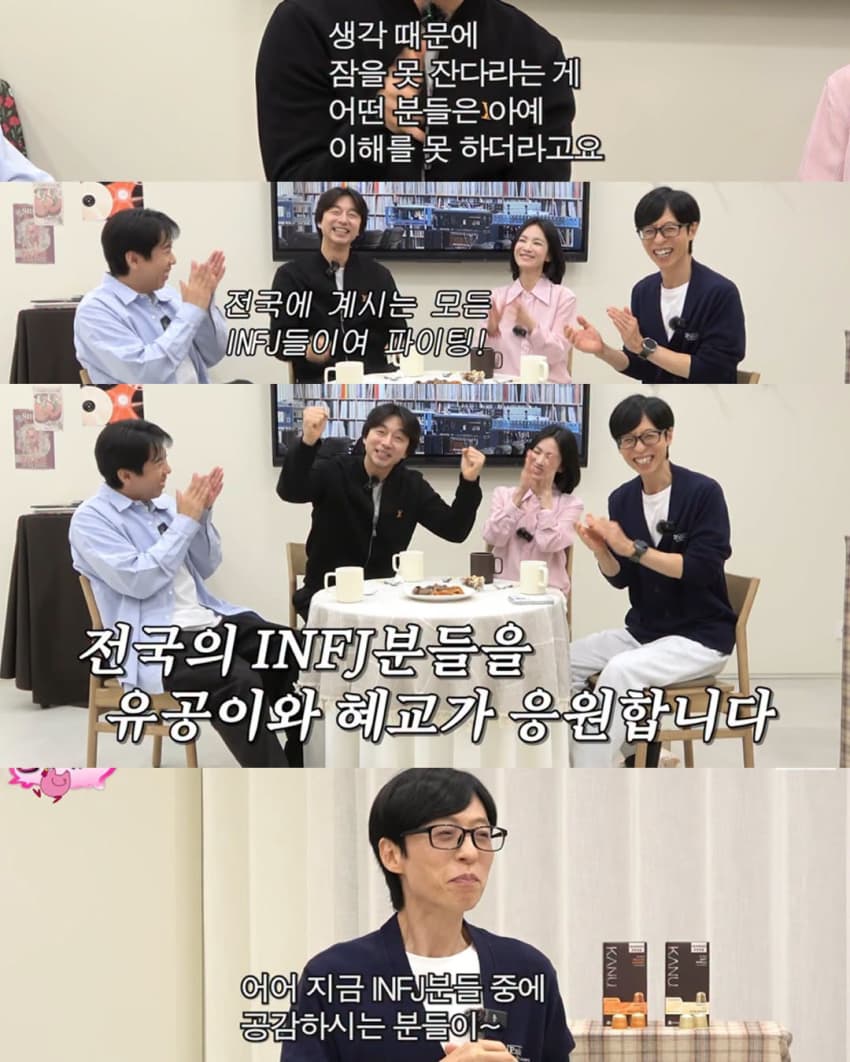 생각 때문에
잠을 못 잔다라는 게
어떤 분들은 아예
이해를 못 하더라고요
전국에 계시는 모든
INFJ들이여 파이팅!
전국의 INFJ분들을
유공이와 혜교가 응원합니다
KANU
KANU
어어 지금 INFJ분들 중에
공감하시는 분들이~